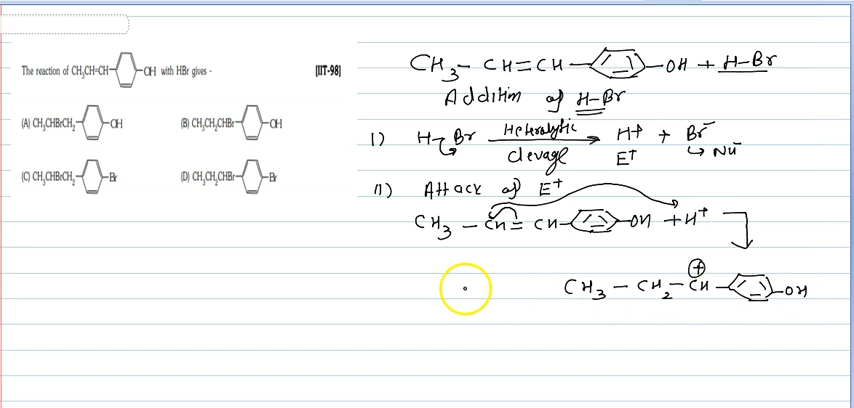 The reaction of CH₃CH=CH– –OH with HBr gives - [IIT-98]
(A) CH₃CHBrCH₂– –OH (B) CH₃CH₂CHBr– –OH
(C) CH₃CHBrCH₂– –Br (D) CH₃CH₂CHBr– –Br
CH₃ – CH=CH – –OH + H–Br
Addition of H–Br
I) H–Br Heterolytic clevage H+ + Br⁻
E+ Nu⁻
II) Attack of E+
CH₃ – CH = CH– –OH + H+
CH₃ – CH₂ – CH – –OH
+